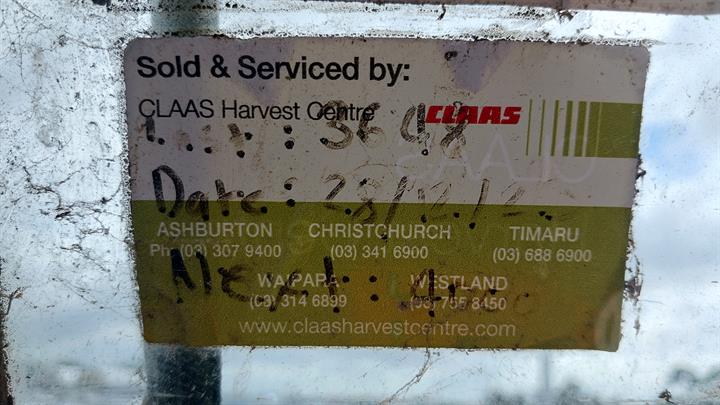 Sold & Serviced by:
CLAAS Harvest Centre
CLAAS
: 3648
Date: 28/12/
ASHBURTON CHRISTCHURCH TIMARU
Ph (03) 307 9400 (03) 341 6900 (03) 688 6900
Next:
WAIPARA WESTLAND
(03) 314 6899 (03) 755 8450
www.claasharvestcentre.com